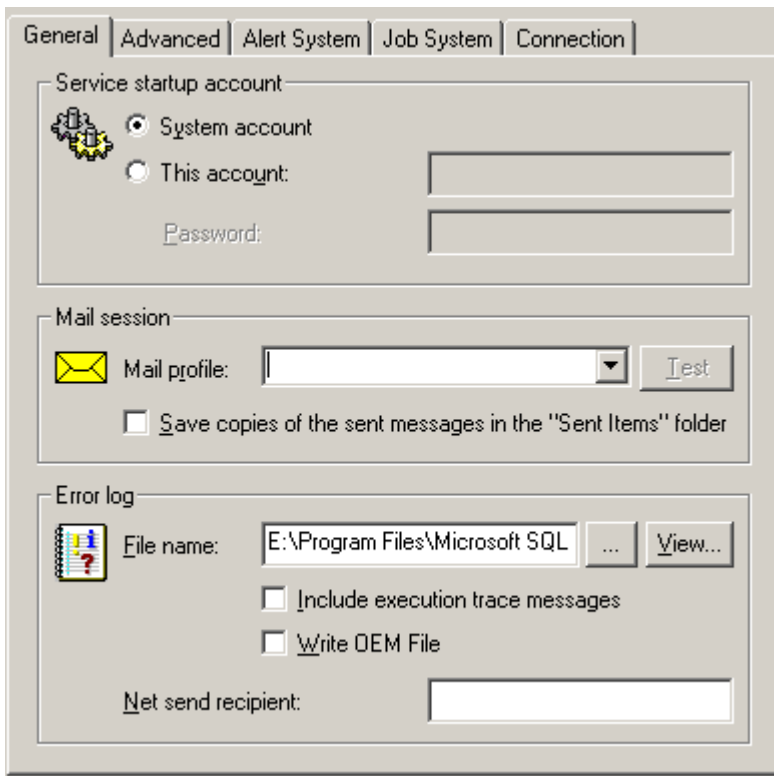 General Advanced Alert System Job System Connection
Service startup account
System account
This account:
Password:
Mail session
Mail profile: Test
Save copies of the sent messages in the "Sent Items" folder
Error log
File name: E:\Program Files\Microsoft SQL ... View...
Include execution trace messages
Write OEM File
Net send recipient: